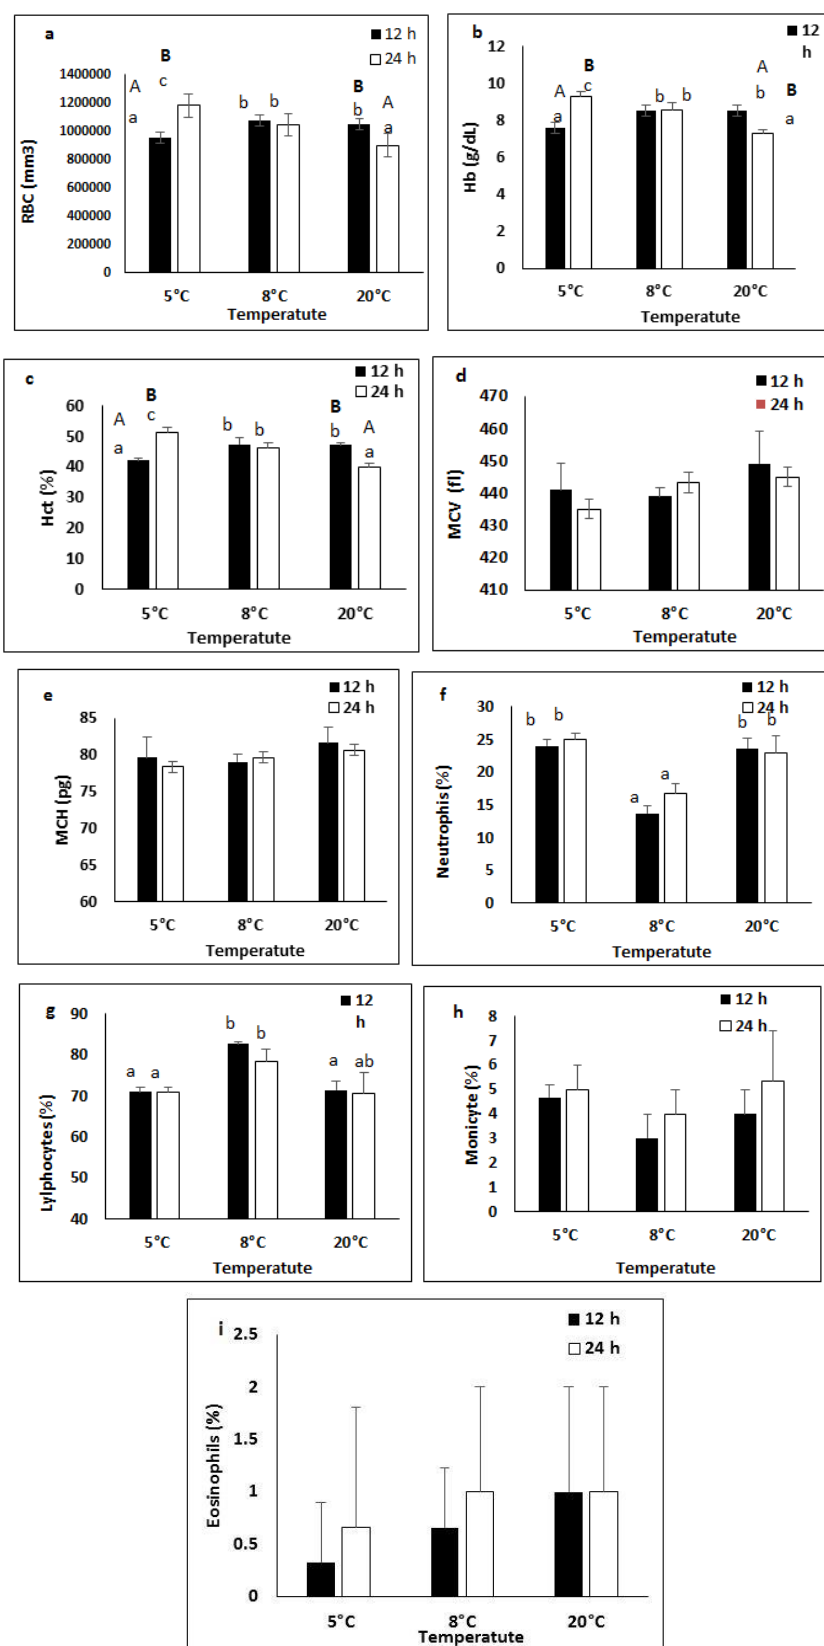 a
12 h
24 h
RBC (mm3)
1400000
1200000
1000000
800000
600000
400000
200000
0
A
a
B
c
b
b
B
b
A
a
5°C
8°C
20°C
Temperatute
b
12
h
Hb (g/dL)
12
10
8
6
4
2
0
A
a
B
c
b
b
A
b
B
a
5°C
8°C
20°C
Temperatute
c
12 h
24 h
Hct (%)
60
50
40
30
20
10
0
A
a
B
c
b
b
B
b
A
a
5°C
8°C
20°C
Temperatute
d
12 h
24 h
MCV (fl)
470
460
450
440
430
420
410
5°C
8°C
20°C
Temperatute
e
12 h
24 h
MCH (pg)
85
80
75
70
65
60
5°C
8°C
20°C
Temperatute
f
12 h
24 h
Neutrophis (%)
30
25
20
15
10
5
0
b
b
a
a
b
b
5°C
8°C
20°C
Temperatute
g
12
h
Lylphocytes (%)
90
80
70
60
50
40
a
a
b
b
a
ab
5°C
8°C
20°C
Temperatute
h
12 h
24 h
Monicyte (%)
8
7
6
5
4
3
2
1
0
5°C
8°C
20°C
Temperatute
i
12 h
24 h
Eosinophils (%)
2.5
2
1.5
1
0.5
0
5°C
8°C
20°C
Temperatute